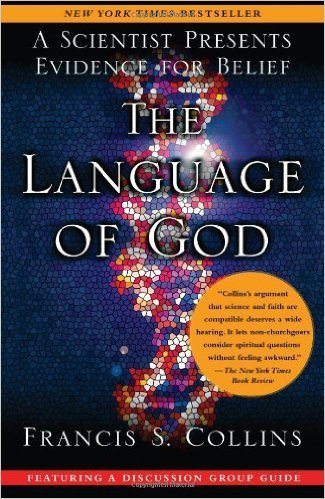 NEW YORK TIMES BESTSELLER
A SCIENTIST PRESENTS
EVIDENCE FOR BELIEF
THE
LANGUAGE
OF GOD
"Collins's argument
that science and faith are
compatible deserves a wide
hearing. It lets non-churchgoers
consider spiritual questions
without feeling awkward."
— The New York Times
Book Review
FRANCIS S. COLLINS
FEATURING A DISCUSSION GROUP GUIDE